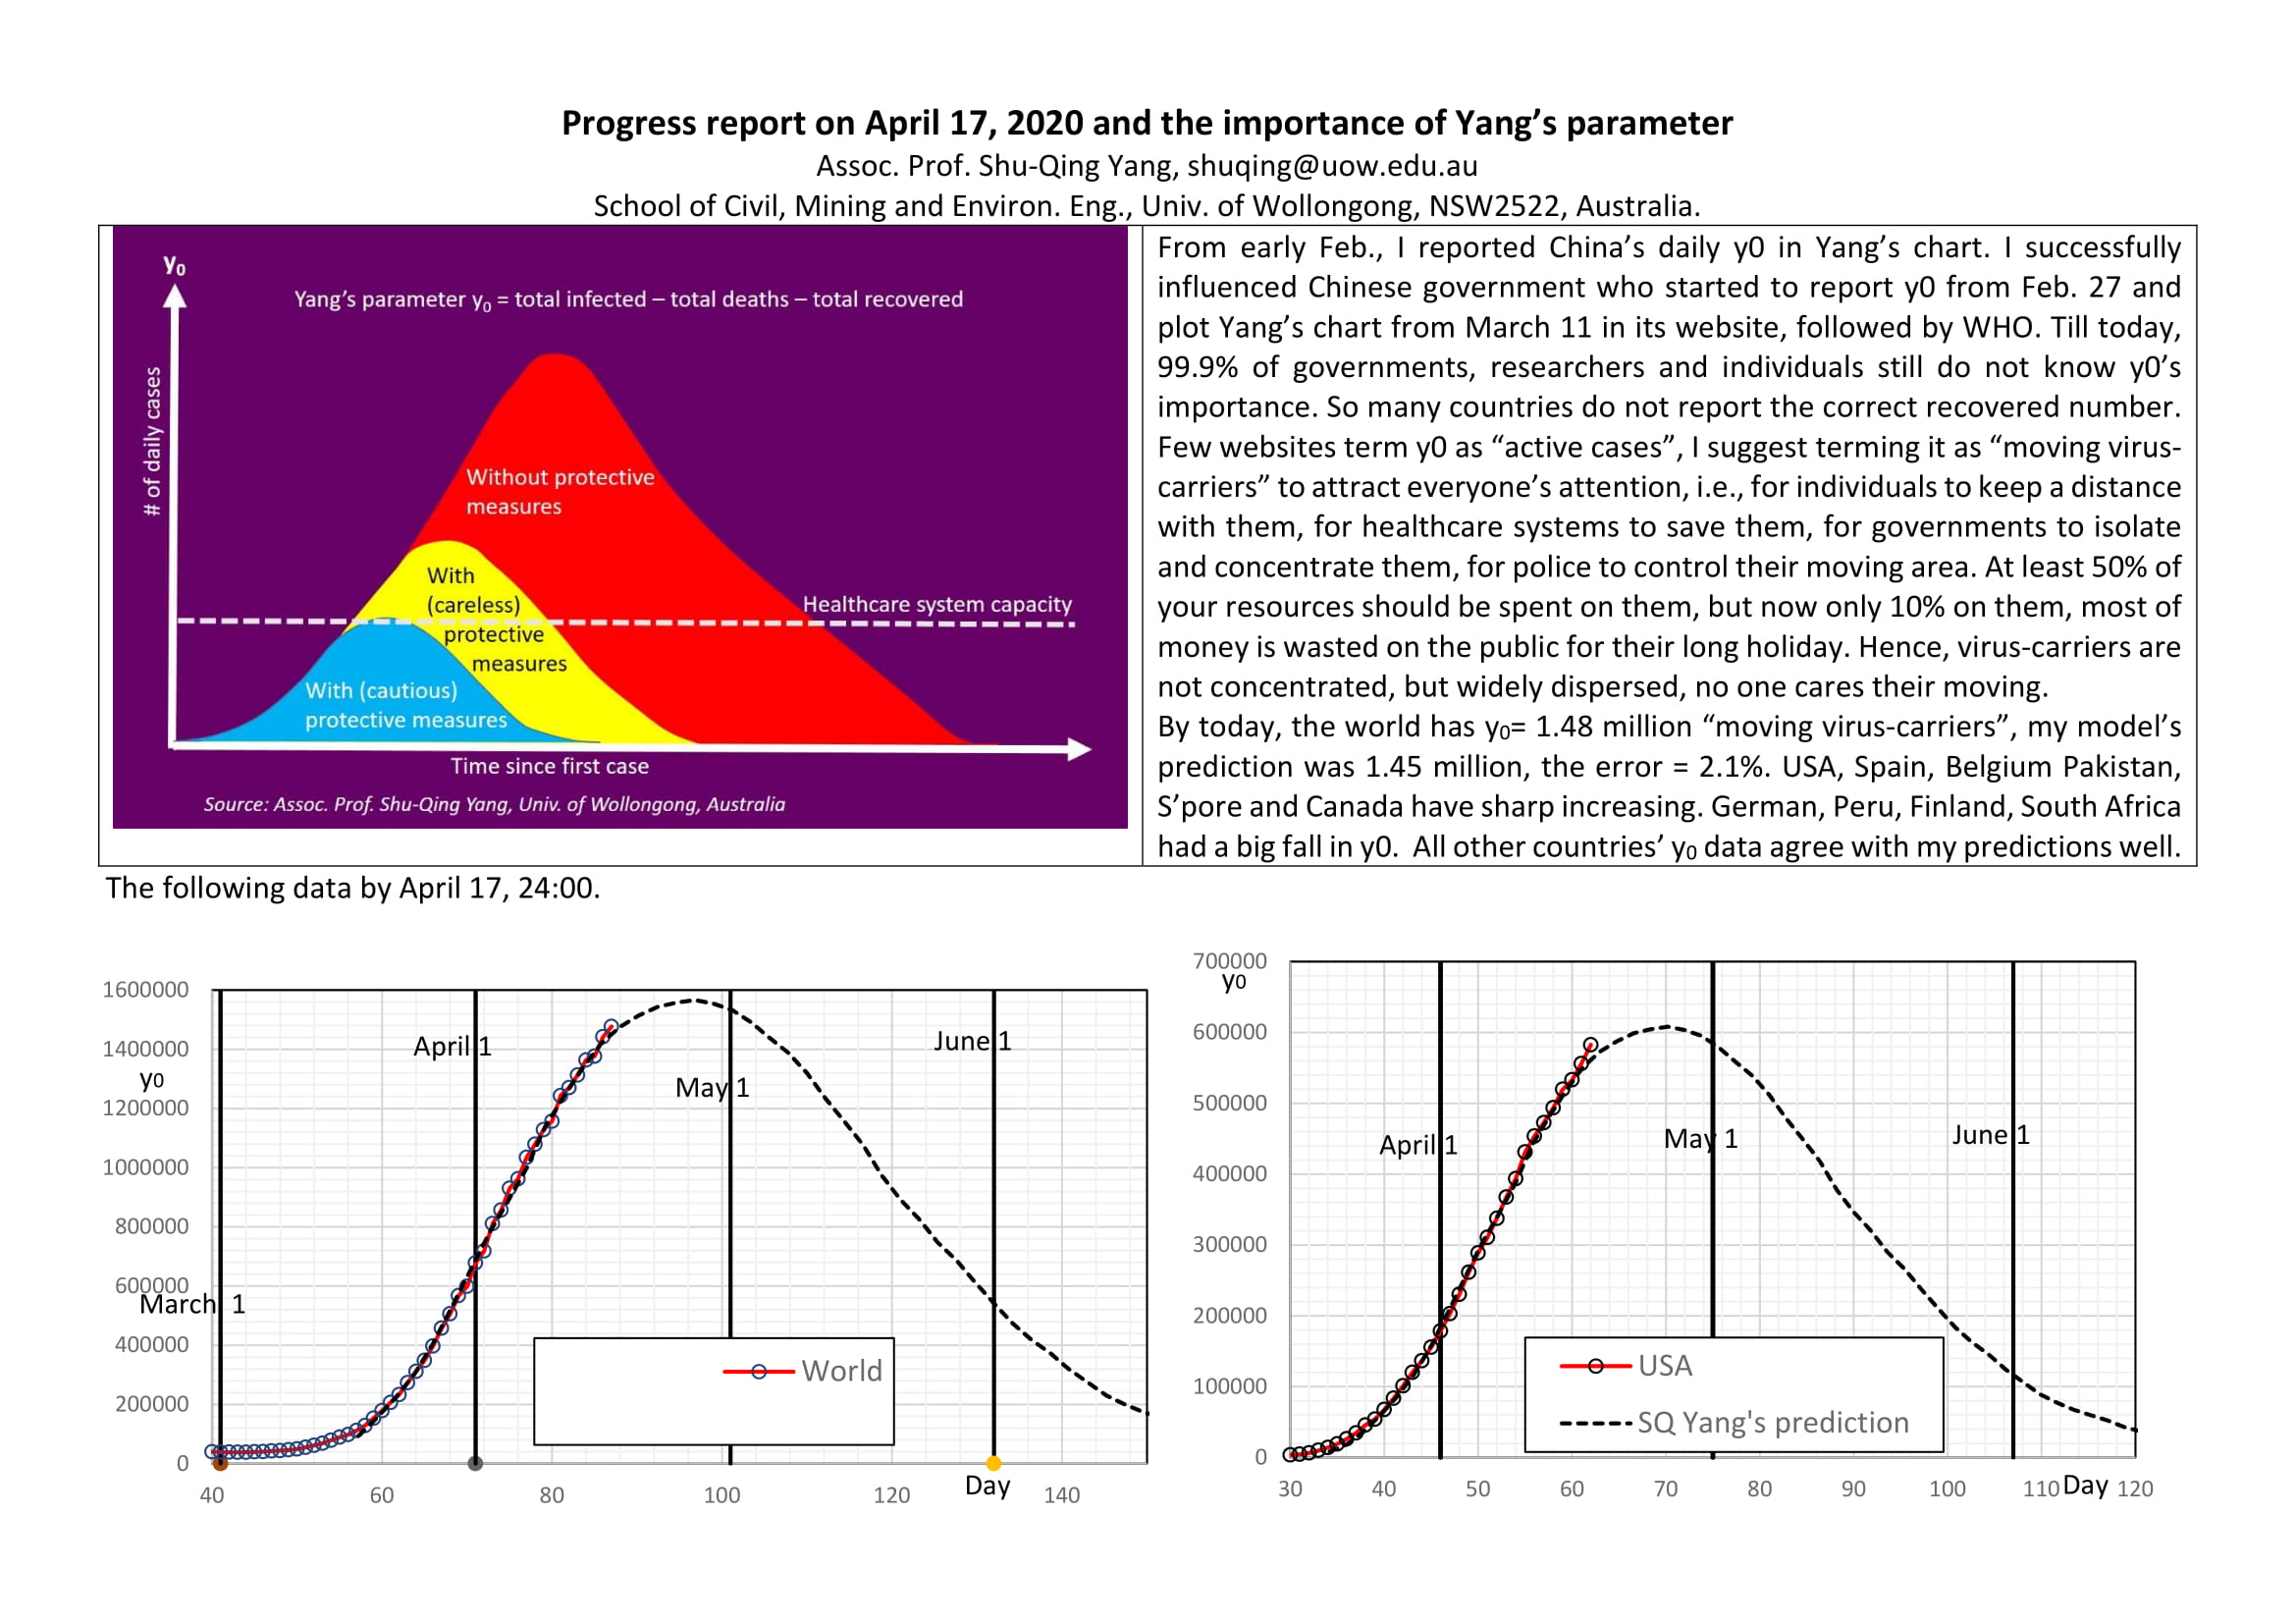 Progress report on April 17, 2020 and the importance of Yang’s parameter
Assoc. Prof. Shu-Qing Yang, shuqing@uow.edu.au
School of Civil, Mining and Environ. Eng., Univ. of Wollongong, NSW2522, Australia.
y0
Yang’s parameter y0 = total infected – total deaths – total recovered
# of daily cases
Without protective
measures
With
(careless)
protective
measures
Healthcare system capacity
With (cautious)
protective measures
Time since first case
Source: Assoc. Prof. Shu-Qing Yang, Univ. of Wollongong, Australia
From early Feb., I reported China’s daily y0 in Yang’s chart. I successfully
influenced Chinese government who started to report y0 from Feb. 27 and
plot Yang’s chart from March 11 in its website, followed by WHO. Till today,
99.9% of governments, researchers and individuals still do not know y0’s
importance. So many countries do not report the correct recovered number.
Few websites term y0 as “active cases”, I suggest terming it as “moving virus-
carriers” to attract everyone’s attention, i.e., for individuals to keep a distance
with them, for healthcare systems to save them, for governments to isolate
and concentrate them, for police to control their moving area. At least 50% of
your resources should be spent on them, but now only 10% on them, most of
money is wasted on the public for their long holiday. Hence, virus-carriers are
not concentrated, but widely dispersed, no one cares their moving.
By today, the world has y0= 1.48 million “moving virus-carriers”, my model’s
prediction was 1.45 million, the error = 2.1%. USA, Spain, Belgium Pakistan,
S’pore and Canada have sharp increasing. German, Peru, Finland, South Africa
had a big fall in y0. All other countries’ y0 data agree with my predictions well.
The following data by April 17, 24:00.
1600000
1400000
y0
1200000
1000000
800000
600000
400000
200000
0
March 1
April 1
May 1
June 1
World
40 60 80 100 120 Day 140
700000
y0
600000
500000
400000
300000
200000
100000
0
April 1
May 1
June 1
USA
SQ Yang's prediction
30 40 50 60 70 80 90 100 110 Day 120